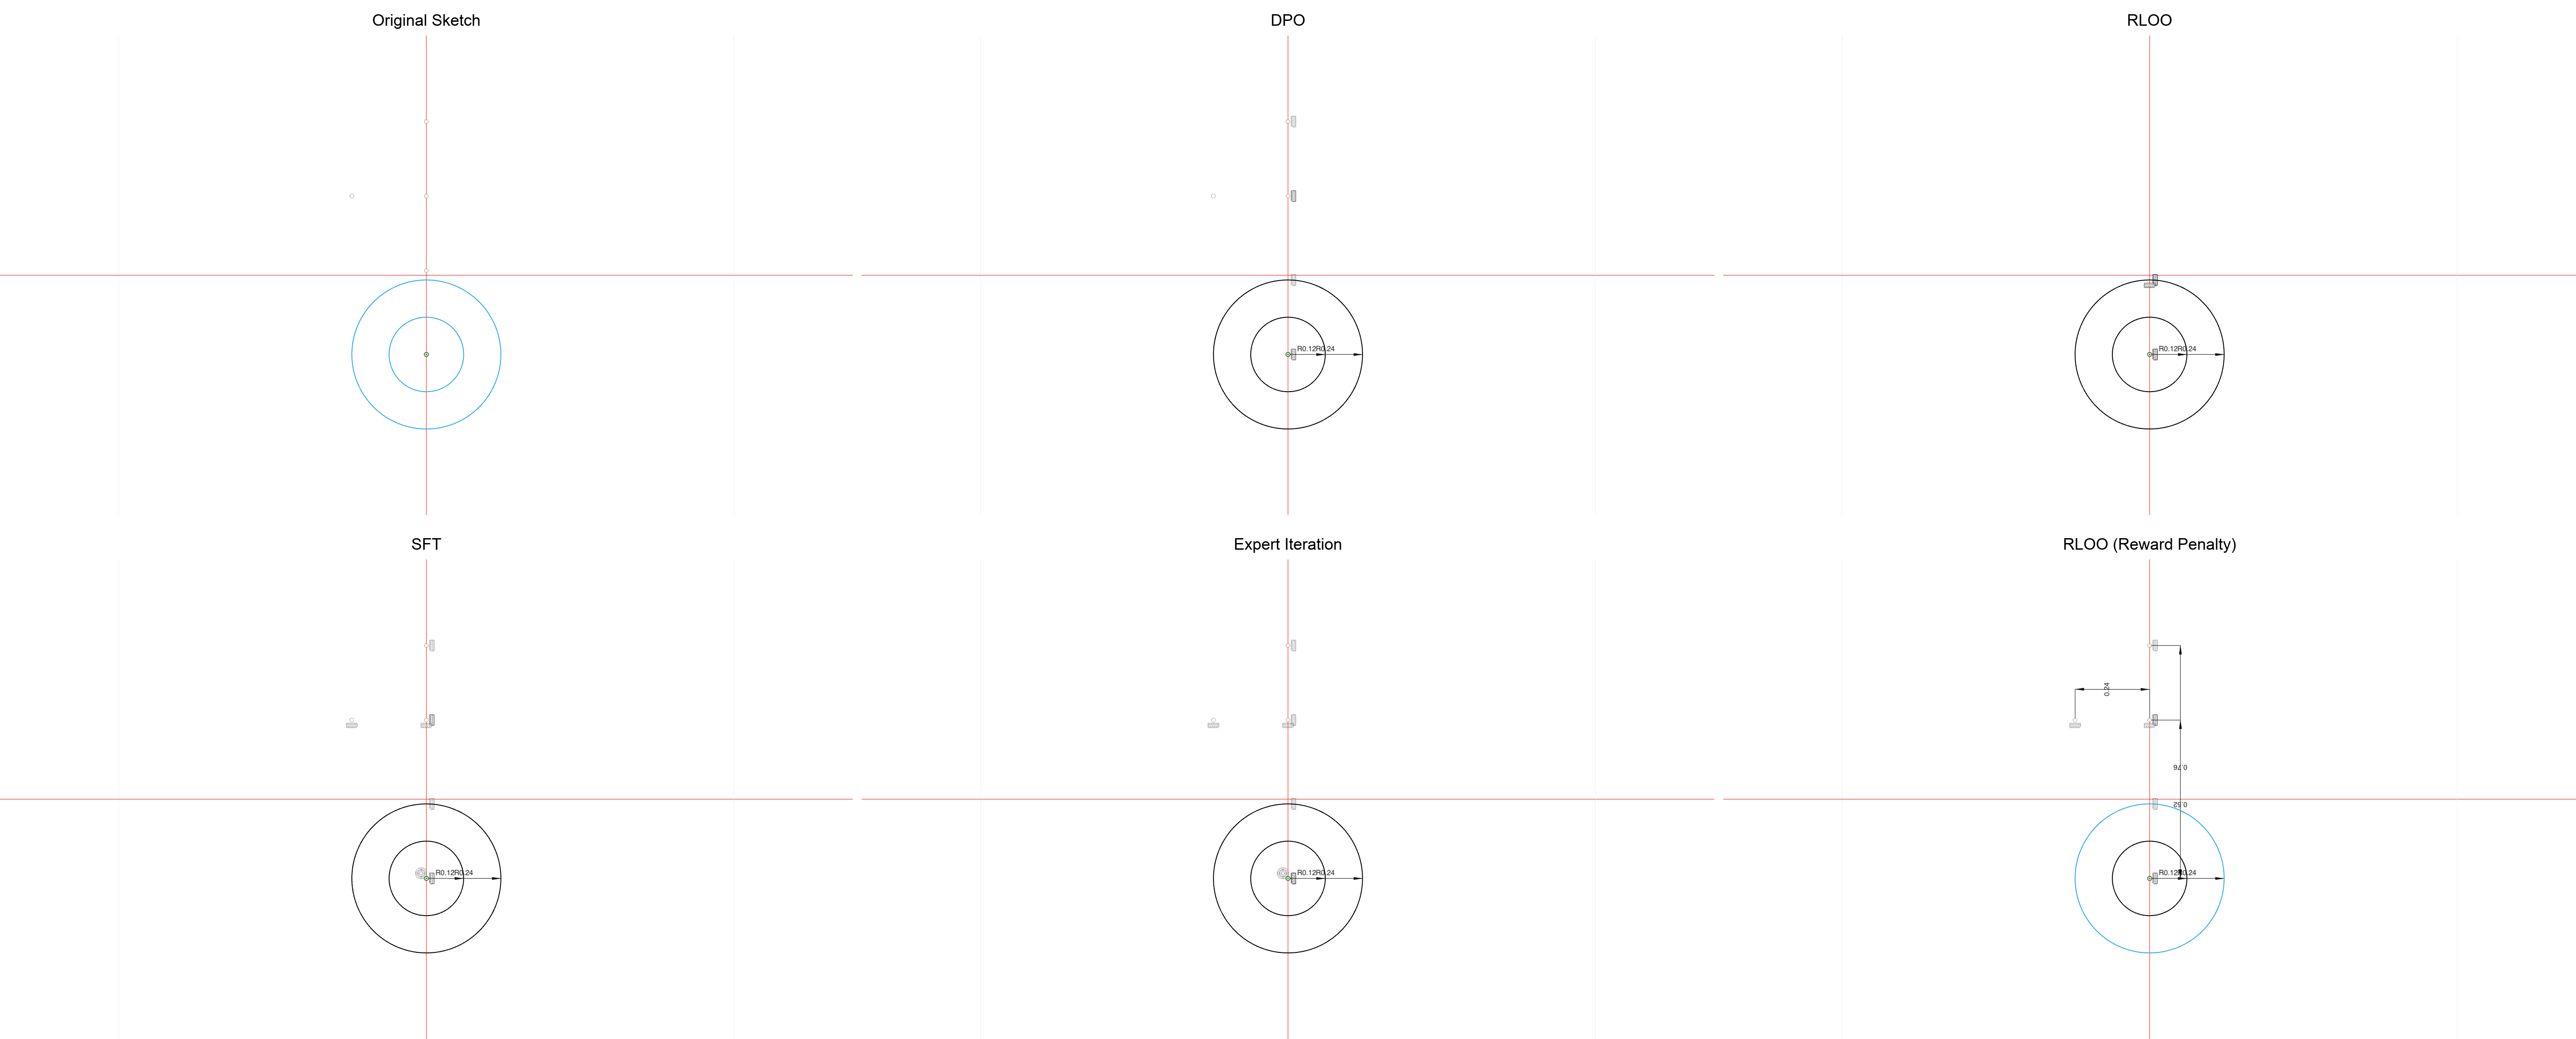 Original Sketch
DPO
RLOO
R0.12R0.24
R0.12R0.24
SFT
Expert Iteration
RLOO (Reward Penalty)
0.24
0.76
0.52
R0.12R0.24
R0.12R0.24
R0.12R0.24